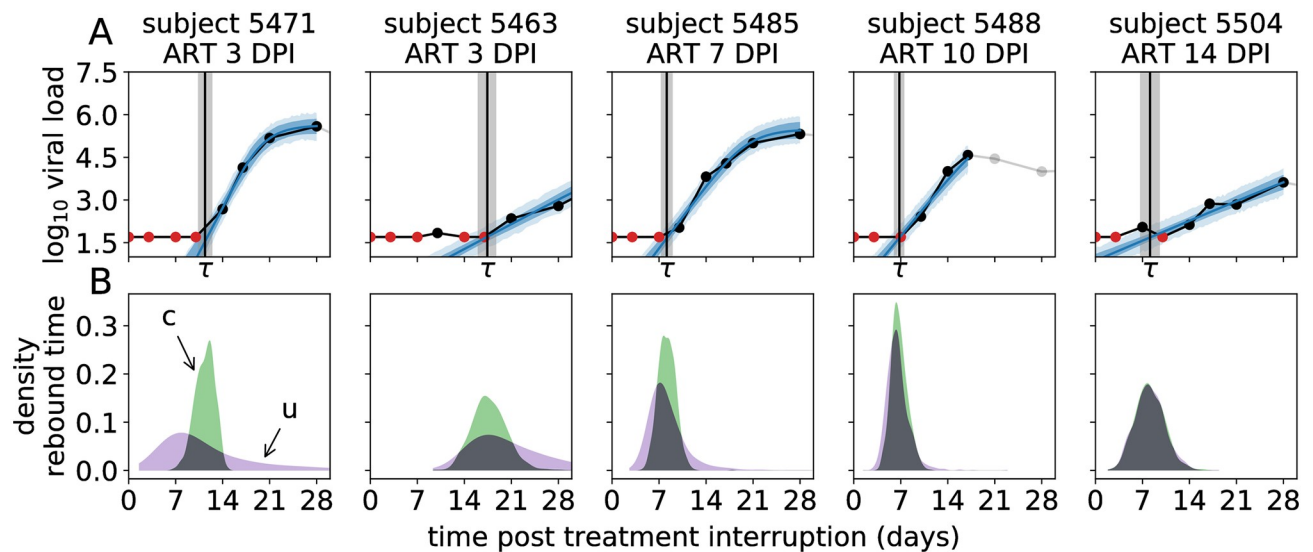 A
subject 5471
ART 3 DPI
subject 5463
ART 3 DPI
subject 5485
ART 7 DPI
subject 5488
ART 10 DPI
subject 5504
ART 14 DPI
log10 viral load
7.5
6.0
4.5
3.0
1.5
τ
τ
τ
τ
τ
B
density
rebound time
0.3
0.2
0.1
0.0
c
u
0 7 14 21 28
0 7 14 21 28
0 7 14 21 28
0 7 14 21 28
0 7 14 21 28
time post treatment interruption (days)